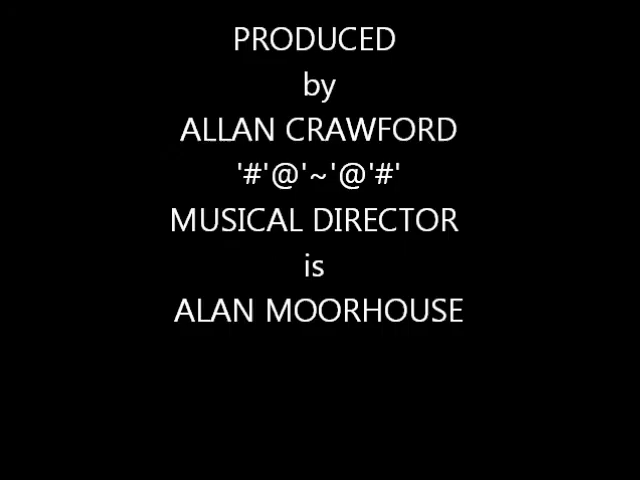 PRODUCED
by
ALLAN CRAWFORD
'#'@'~'@'#'
MUSICAL DIRECTOR
is
ALAN MOORHOUSE